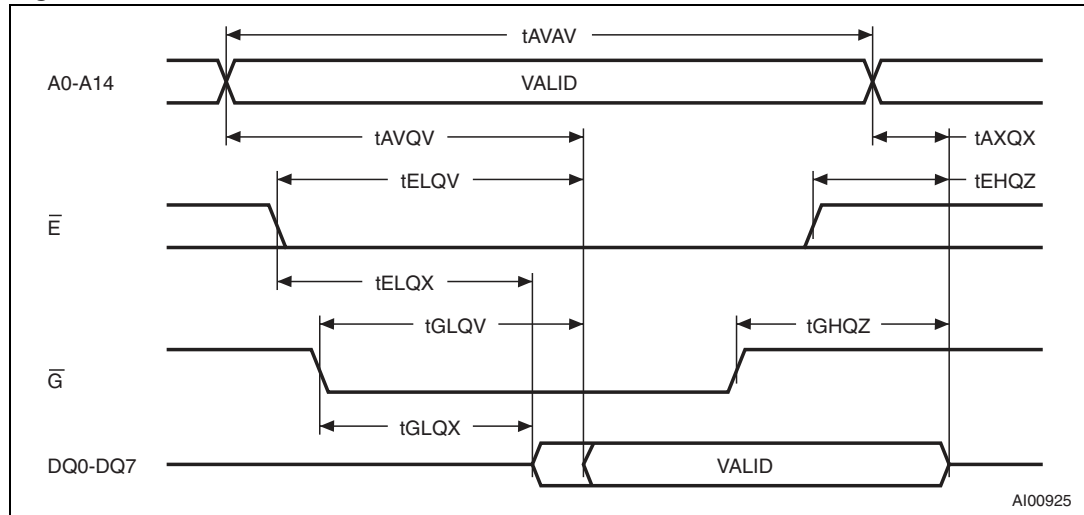 tAVAV
A0-A14
VALID
tAVQV
tAXQX
tELQV
tEHQZ
E̅
tELQX
tGLQV
tGHQZ
G̅
tGLQX
DQ0-DQ7
VALID
AI00925